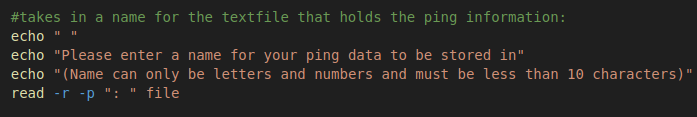 #takes in a name for the textfile that holds the ping information:
echo " "
echo "Please enter a name for your ping data to be stored in"
echo "(Name can only be letters and numbers and must be less than 10 characters)"
read -r -p ": " file